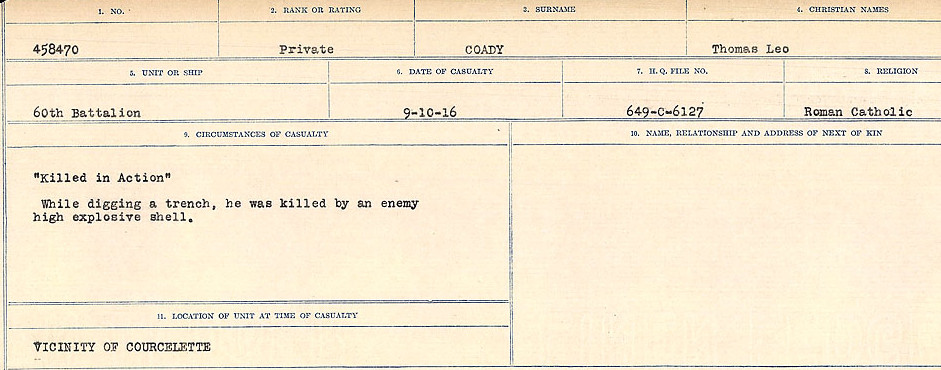 1. NO. 2. RANK OR RATING 3. SURNAME 4. CHRISTIAN NAMES
458470 Private COADY Thomas Leo
5. UNIT OR SHIP 6. DATE OF CASUALTY 7. H.Q. FILE NO. 8. RELIGION
60th Battalion 9-10-16 649-C-6127 Roman Catholic
9. CIRCUMSTANCES OF CASUALTY 10. NAME, RELATIONSHIP AND ADDRESS OF NEXT OF KIN
"Killed in Action"
While digging a trench, he was killed by an enemy
high explosive shell.
11. LOCATION OF UNIT AT TIME OF CASUALTY
VICINITY OF COURCELETTE